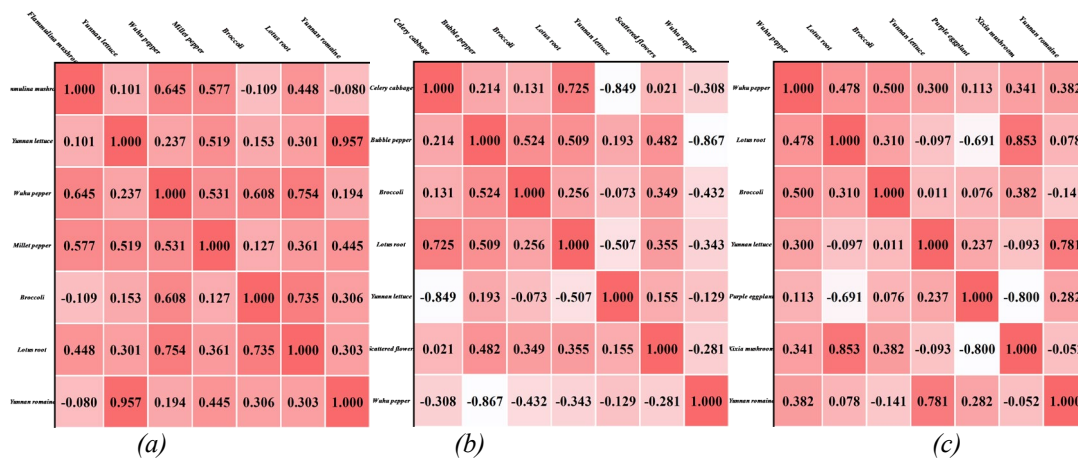 Flammulina mushroo Yunnan lettuce Wuhu pepper Millet pepper Broccoli Lotus root Yunnan romaine
mmulina mushro 1.000 0.101 0.645 0.577 -0.109 0.448 -0.080
Yunnan lettuce 0.101 1.000 0.237 0.519 0.153 0.301 0.957
Wuhu pepper 0.645 0.237 1.000 0.531 0.608 0.754 0.194
Millet pepper 0.577 0.519 0.531 1.000 0.127 0.361 0.445
Broccoli -0.109 0.153 0.608 0.127 1.000 0.735 0.306
Lotus root 0.448 0.301 0.754 0.361 0.735 1.000 0.303
Yunnan romaine -0.080 0.957 0.194 0.445 0.306 0.303 1.000
(a)
Celery cabbage Bubble pepper Broccoli Lotus root Yunnan lettuce Scattered flowers Wuhu pepper
Celery cabbage 1.000 0.214 0.131 0.725 -0.849 0.021 -0.308
Bubble pepper 0.214 1.000 0.524 0.509 0.193 0.482 -0.867
Broccoli 0.131 0.524 1.000 0.256 -0.073 0.349 -0.432
Lotus root 0.725 0.509 0.256 1.000 -0.507 0.355 -0.343
Yunnan lettuce -0.849 0.193 -0.073 -0.507 1.000 0.155 -0.129
Scattered flower 0.021 0.482 0.349 0.355 0.155 1.000 -0.281
Wuhu pepper -0.308 -0.867 -0.432 -0.343 -0.129 -0.281 1.000
(b)
Wuhu pepper Lotus root Broccoli Yunnan lettuce Purple eggplant Xixia mushroom Yunnan romaine
Wuhu pepper 1.000 0.478 0.500 0.300 0.113 0.341 0.382
Lotus root 0.478 1.000 0.310 -0.097 -0.691 0.853 0.078
Broccoli 0.500 0.310 1.000 0.011 0.076 0.382 -0.14
Yunnan lettuce 0.300 -0.097 0.011 1.000 0.237 -0.093 0.781
Purple eggplant 0.113 -0.691 0.076 0.237 1.000 -0.800 0.282
Xixia mushroom 0.341 0.853 0.382 -0.093 -0.800 1.000 -0.052
Yunnan romaine 0.382 0.078 -0.141 0.781 0.282 -0.052 1.000
(c)